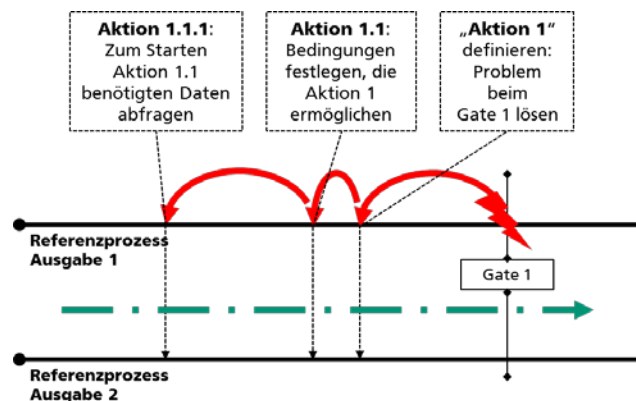 Aktion 1.1.1:
Zum Starten
Aktion 1.1
benötigten Daten
abfragen
Aktion 1.1:
Bedingungen
festlegen, die
Aktion 1
ermöglichen
„Aktion 1“
definieren:
Problem
beim
Gate 1 lösen
Referenzprozess
Ausgabe 1
Gate 1
Referenzprozess
Ausgabe 2